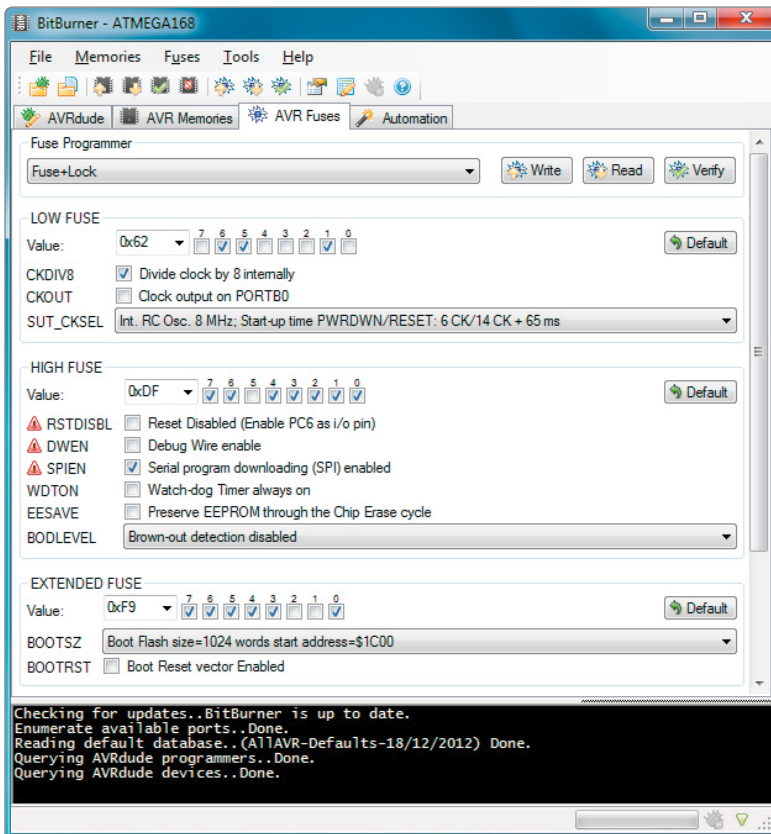 BitBurner - ATMEGA168
File Memories Fuses Tools Help
AVRdude AVR Memories AVR Fuses Automation
Fuse Programmer
Fuse+Lock Write Read Verify
LOW FUSE
7 6 5 4 3 2 1 0
Value: 0x62 Default
CKDIV8 Divide clock by 8 internally
CKOUT Clock output on PORTB0
SUT_CKSEL Int. RC Osc. 8 MHz; Start-up time PWRDWN/RESET: 6 CK/14 CK + 65 ms
HIGH FUSE
7 6 5 4 3 2 1 0
Value: 0xDF Default
RSTDISBL Reset Disabled (Enable PC6 as i/o pin)
DWEN Debug Wire enable
SPIEN Serial program downloading (SPI) enabled
WDTON Watch-dog Timer always on
EESAVE Preserve EEPROM through the Chip Erase cycle
BODLEVEL Brown-out detection disabled
EXTENDED FUSE
7 6 5 4 3 2 1 0
Value: 0xF9 Default
BOOTSZ Boot Flash size=1024 words start address=$1C00
BOOTRST Boot Reset vector Enabled
Checking for updates..BitBurner is up to date.
Enumerate available ports..Done.
Reading default database..(AllAVR-Defaults-18/12/2012) Done.
Querying AVRdude programmers..Done.
Querying AVRdude devices..Done.